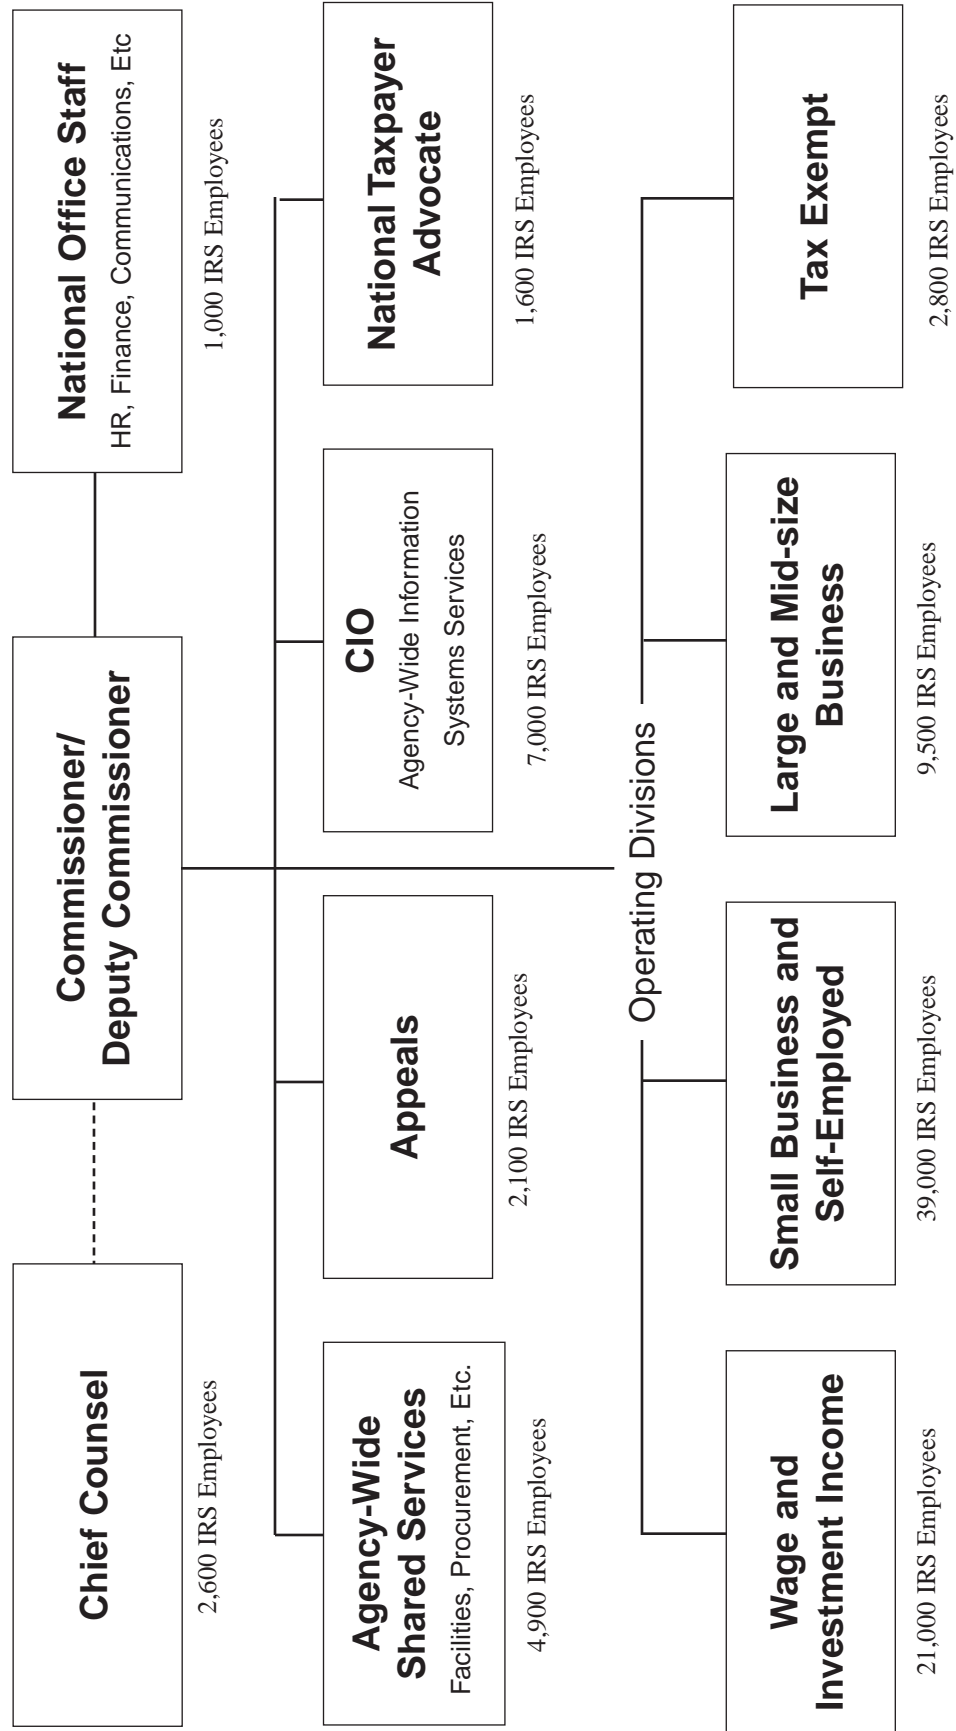 Chief Counsel
2,600 IRS Employees
Commissioner/
Deputy Commissioner
National Office Staff
HR, Finance, Communications, Etc
1,000 IRS Employees
Agency-Wide
Shared Services
Facilities, Procurement, Etc.
4,900 IRS Employees
Appeals
2,100 IRS Employees
CIO
Agency-Wide Information
Systems Services
7,000 IRS Employees
National Taxpayer
Advocate
1,600 IRS Employees
Operating Divisions
Wage and
Investment Income
21,000 IRS Employees
Small Business and
Self-Employed
39,000 IRS Employees
Large and Mid-size
Business
9,500 IRS Employees
Tax Exempt
2,800 IRS Employees